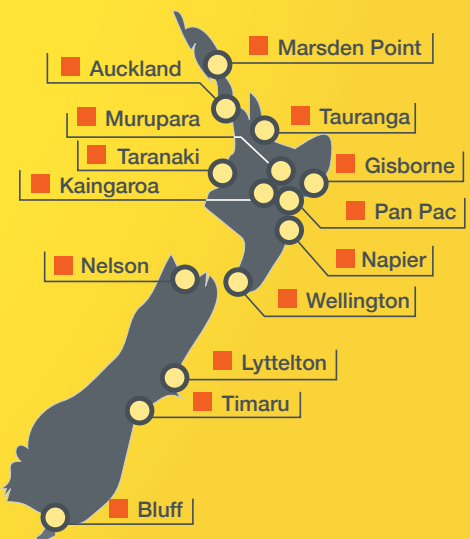 Marsden Point
Auckland
Murupara
Tauranga
Taranaki
Gisborne
Kaingaroa
Pan Pac
Napier
Nelson
Wellington
Lyttelton
Timaru
Bluff